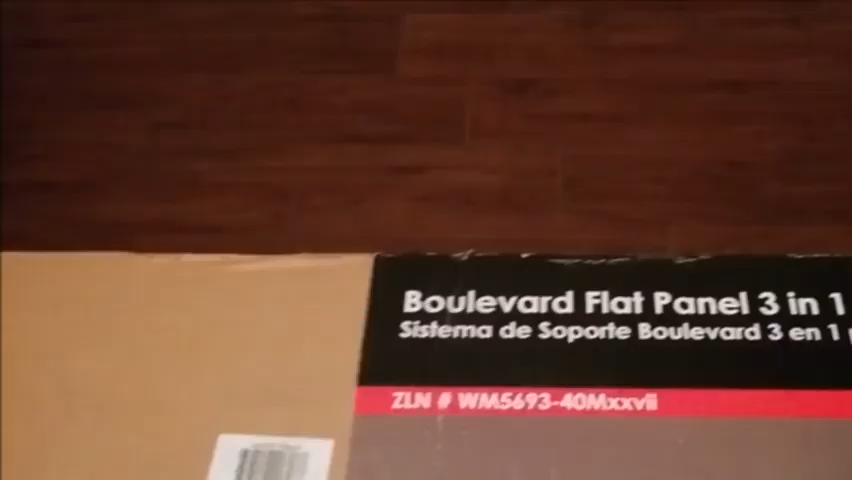 Boulevard Flat Panel 3 in 1
Sistema de Soporte Boulevard 3 en 1
ZLN # WM5693-40Mxxvii